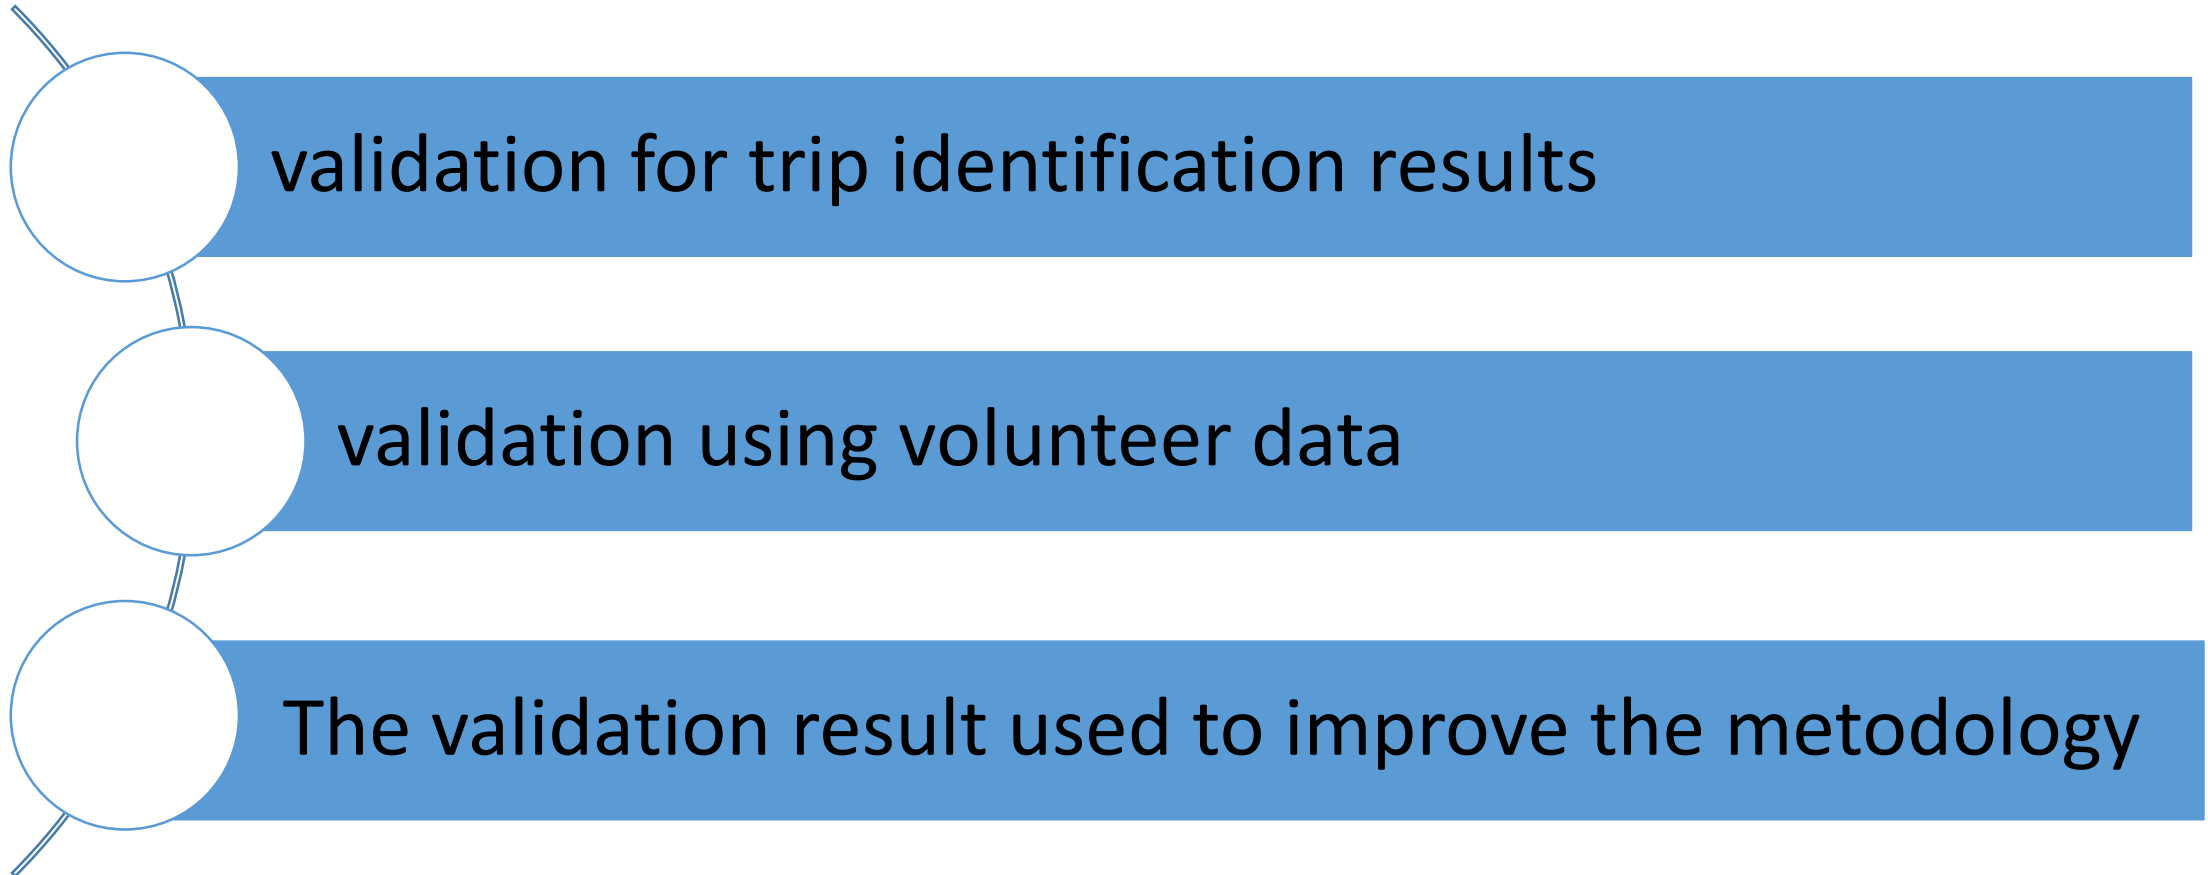 validation for trip identification results
validation using volunteer data
The validation result used to improve the metodology